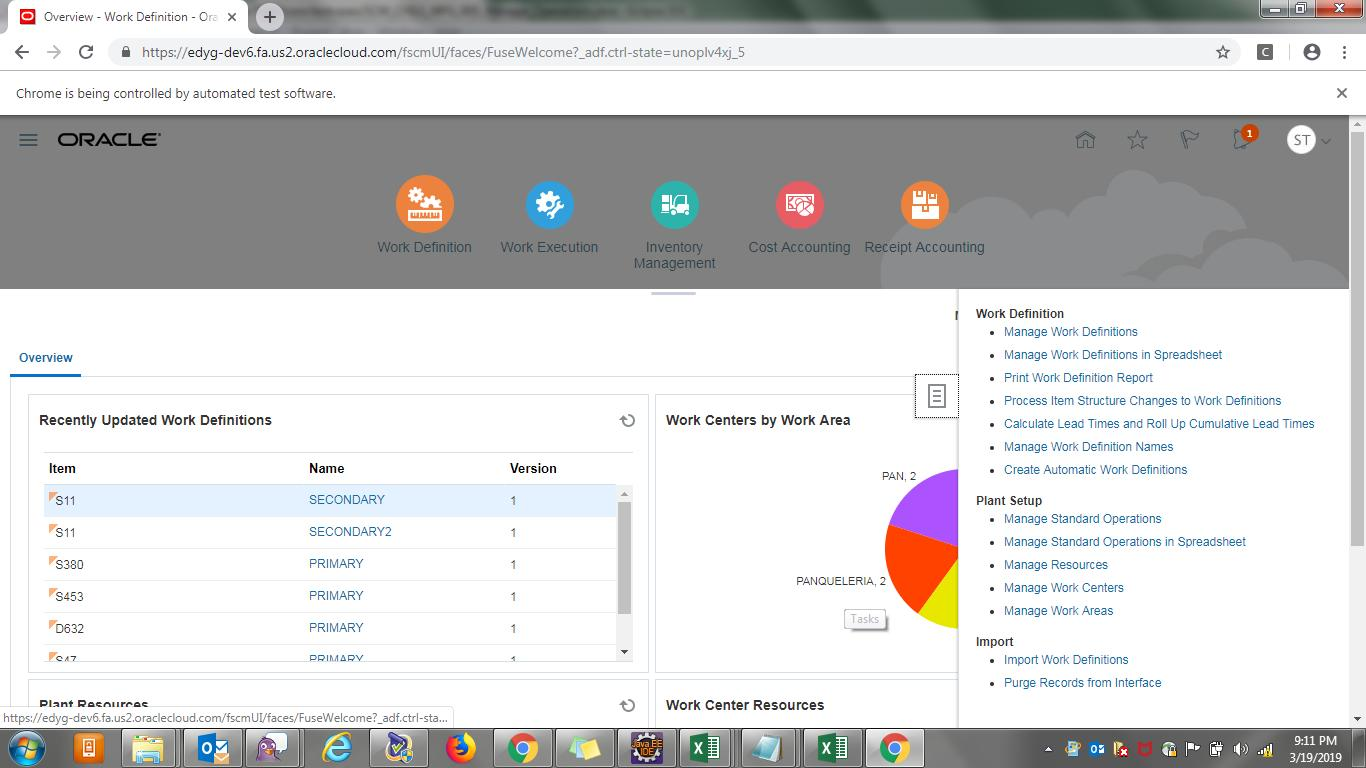 Overview - Work Definition - Ora
https://edyg-dev6.fa.us2.oraclecloud.com/fscmUI/faces/FuseWelcome?_adf.ctrl-state=unoplv4xj_5
C
Chrome is being controlled by automated test software.
ORACLE
1
ST
Work Definition
Work Execution
Inventory Management
Cost Accounting
Receipt Accounting
Overview
Recently Updated Work Definitions
Item Name Version
S11 SECONDARY 1
S11 SECONDARY2 1
S380 PRIMARY 1
S453 PRIMARY 1
D632 PRIMARY 1
S47 PRIMARY 1
Work Centers by Work Area
PAN, 2
PANQUELERIA, 2
Tasks
Plant Resources
Work Center Resources
Work Definition
Manage Work Definitions
Manage Work Definitions in Spreadsheet
Print Work Definition Report
Process Item Structure Changes to Work Definitions
Calculate Lead Times and Roll Up Cumulative Lead Times
Manage Work Definition Names
Create Automatic Work Definitions
Plant Setup
Manage Standard Operations
Manage Standard Operations in Spreadsheet
Manage Resources
Manage Work Centers
Manage Work Areas
Import
Import Work Definitions
Purge Records from Interface
https://edyg-dev6.fa.us2.oraclecloud.com/fscmUI/faces/FuseWelcome?_adf.ctrl-sta...
Java EE
IDE
9:11 PM
3/19/2019